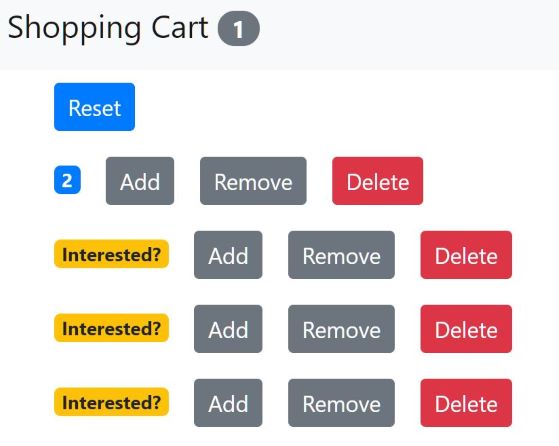 Shopping Cart 1
Reset
2 Add Remove Delete
Interested? Add Remove Delete
Interested? Add Remove Delete
Interested? Add Remove Delete